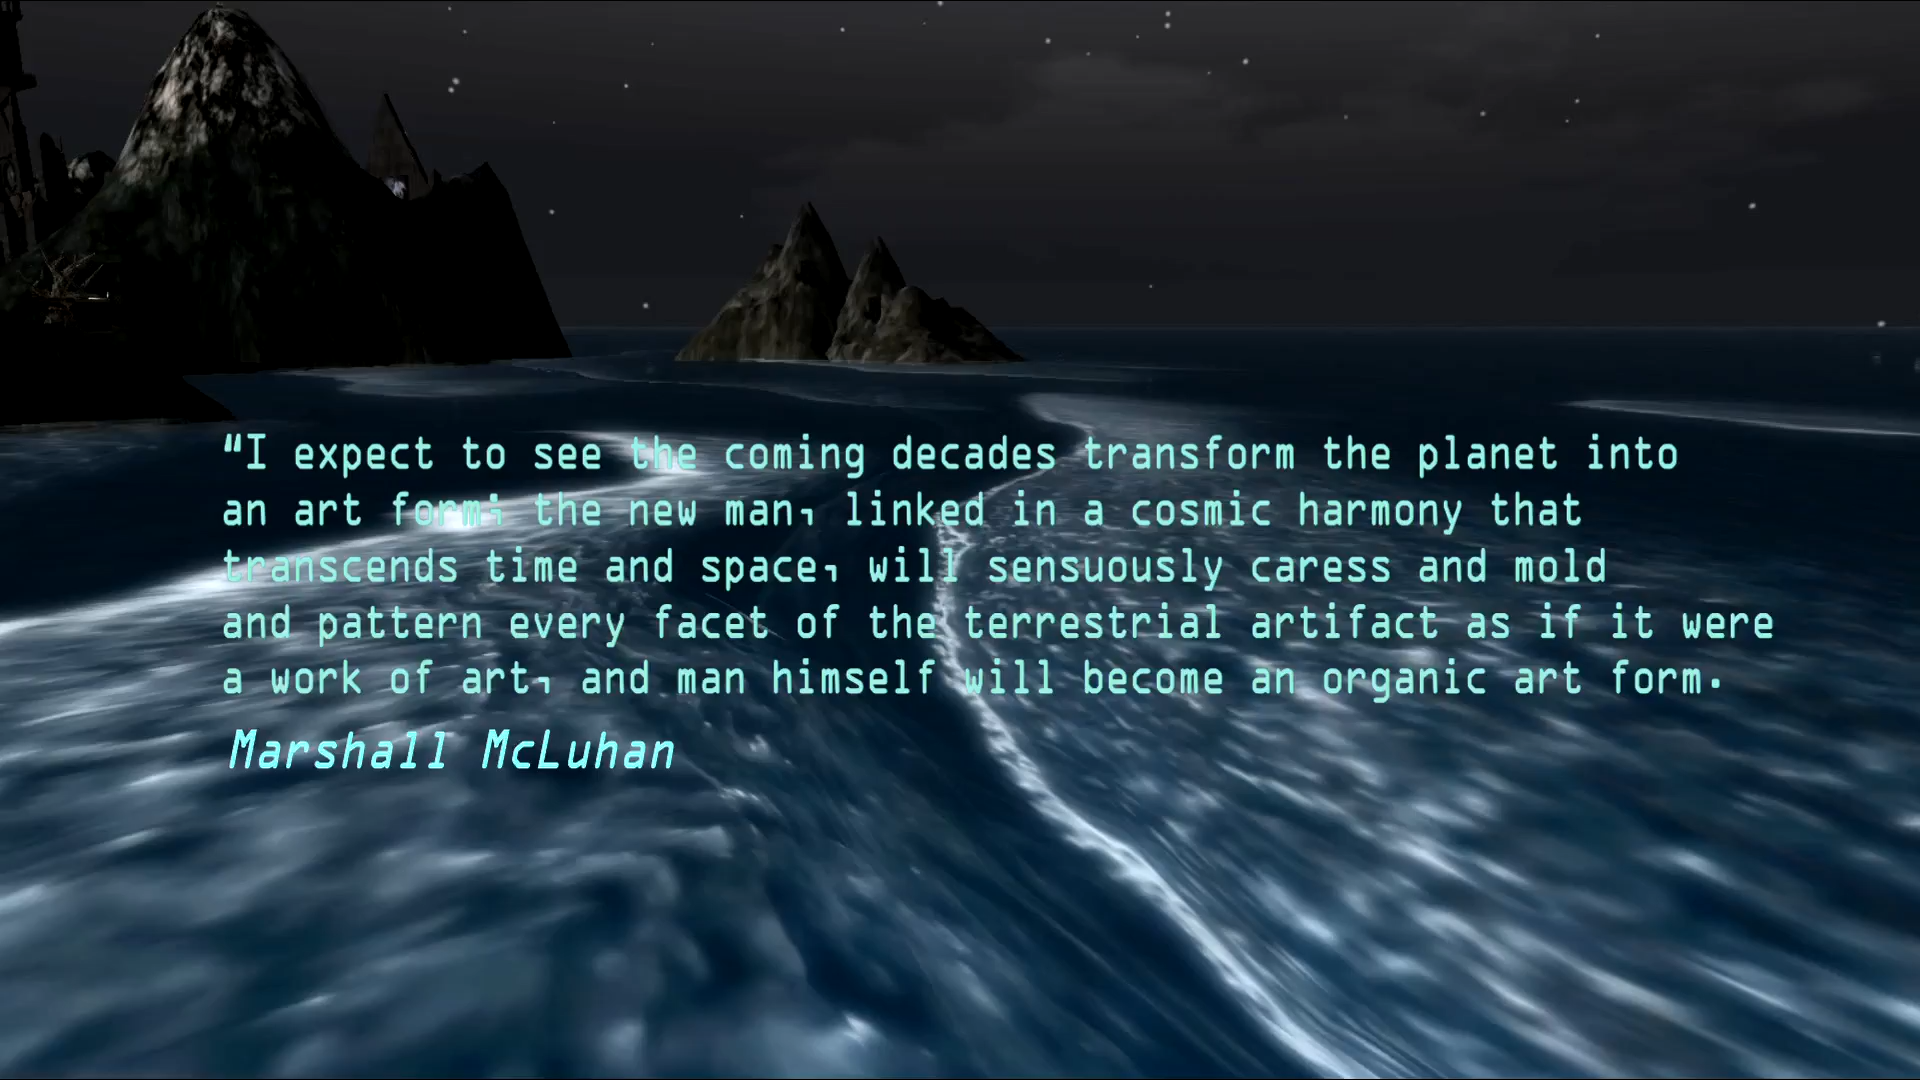 “I expect to see the coming decades transform the planet into
an art form; the new man, linked in a cosmic harmony that
transcends time and space, will sensuously caress and mold
and pattern every facet of the terrestrial artifact as if it were
a work of art, and man himself will become an organic art form.
Marshall McLuhan